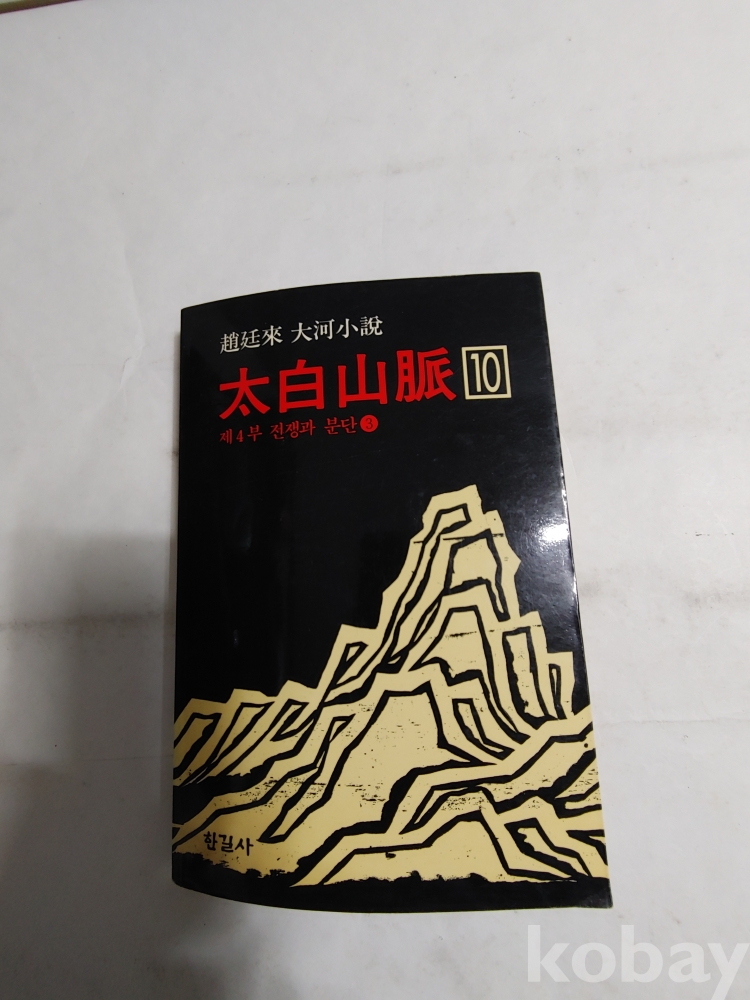 趙廷來 大河小說
太白山脈 10
제4부 전쟁과 분단 3
한길사
kobay